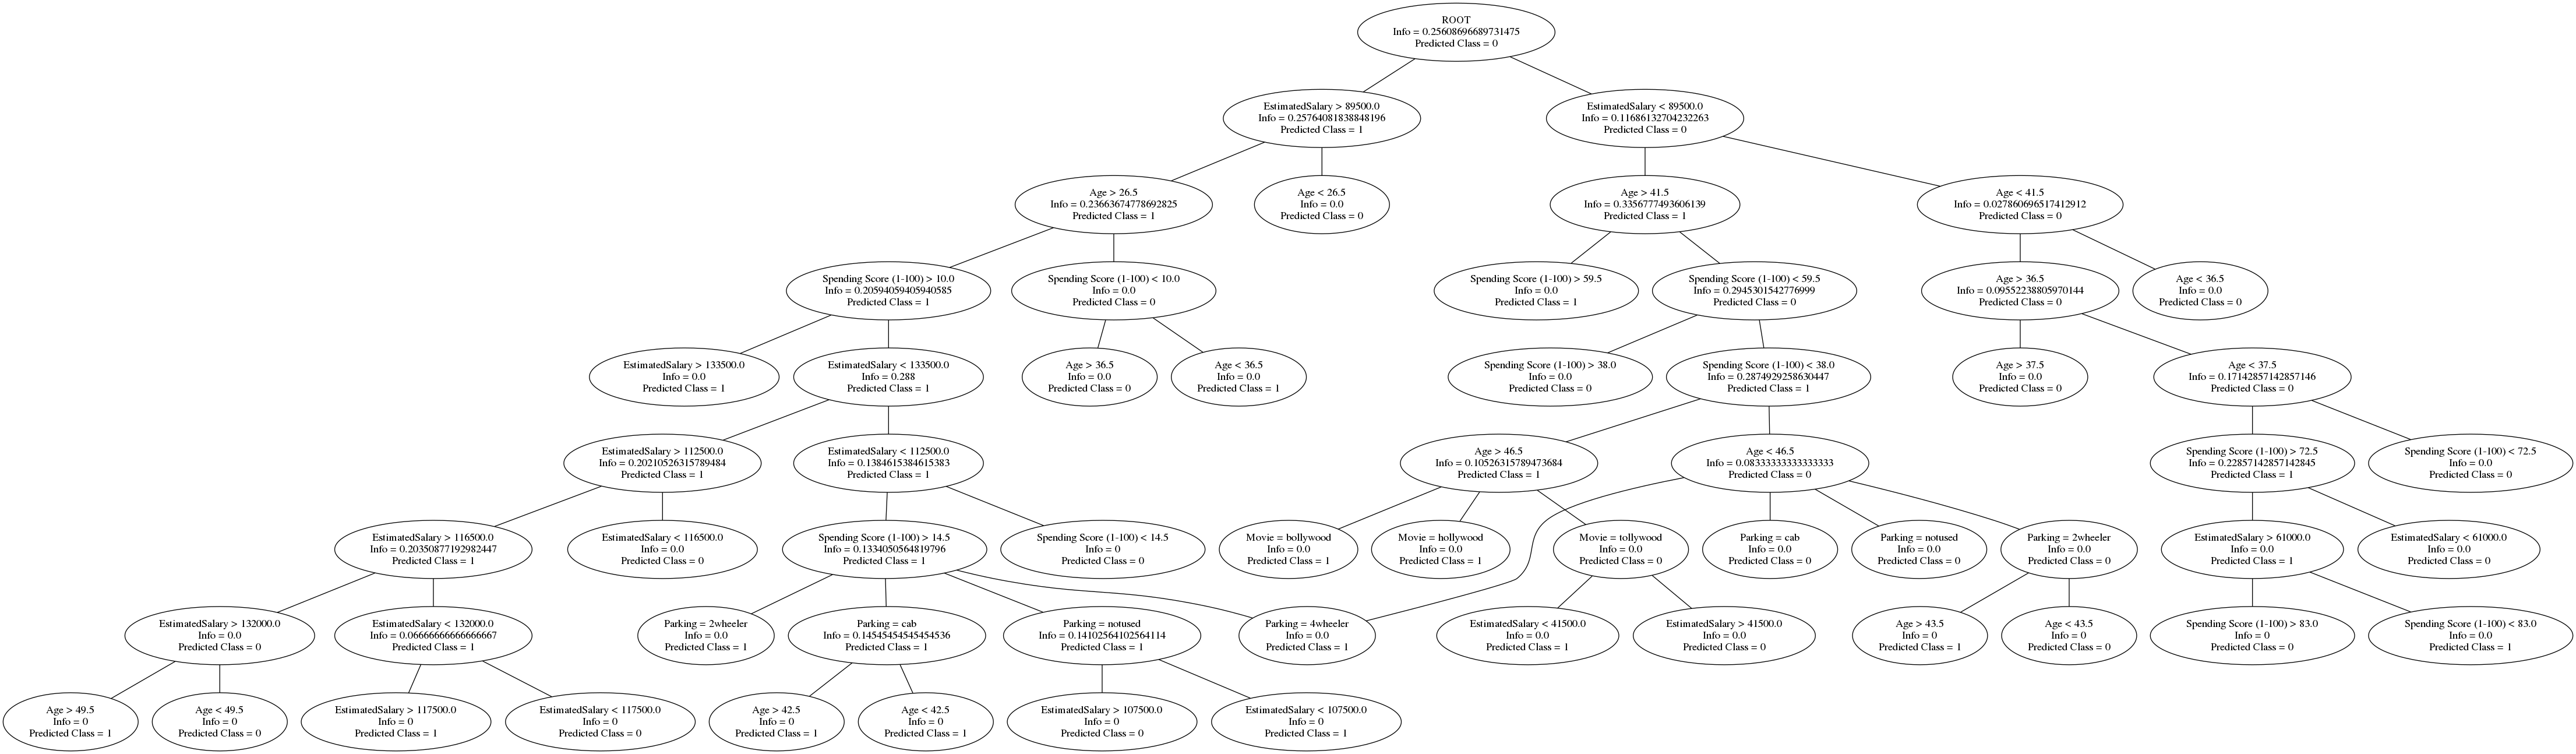 ROOT
Info = 0.25608696689731475
Predicted Class = 0
EstimatedSalary > 89500.0
Info = 0.25764081838848196
Predicted Class = 1
EstimatedSalary < 89500.0
Info = 0.11686132704232263
Predicted Class = 0
Age > 26.5
Info = 0.23663674778692825
Predicted Class = 1
Age < 26.5
Info = 0.0
Predicted Class = 0
Age > 41.5
Info = 0.3356777493606139
Predicted Class = 1
Age < 41.5
Info = 0.027860696517412912
Predicted Class = 0
Spending Score (1-100) > 10.0
Info = 0.20594059405940585
Predicted Class = 1
Spending Score (1-100) < 10.0
Info = 0.0
Predicted Class = 0
Spending Score (1-100) > 59.5
Info = 0.0
Predicted Class = 1
Spending Score (1-100) < 59.5
Info = 0.2945301542776999
Predicted Class = 0
Age > 36.5
Info = 0.09552238805970144
Predicted Class = 0
Age < 36.5
Info = 0.0
Predicted Class = 0
EstimatedSalary > 133500.0
Info = 0.0
Predicted Class = 1
EstimatedSalary < 133500.0
Info = 0.288
Predicted Class = 1
Age > 36.5
Info = 0.0
Predicted Class = 0
Age < 36.5
Info = 0.0
Predicted Class = 1
Spending Score (1-100) > 38.0
Info = 0.0
Predicted Class = 0
Spending Score (1-100) < 38.0
Info = 0.2874929258630447
Predicted Class = 1
Age > 37.5
Info = 0.0
Predicted Class = 0
Age < 37.5
Info = 0.17142857142857146
Predicted Class = 0
EstimatedSalary > 112500.0
Info = 0.20210526315789484
Predicted Class = 1
EstimatedSalary < 112500.0
Info = 0.1384615384615383
Predicted Class = 1
Age > 46.5
Info = 0.10526315789473684
Predicted Class = 1
Age < 46.5
Info = 0.08333333333333333
Predicted Class = 0
Spending Score (1-100) > 72.5
Info = 0.22857142857142845
Predicted Class = 1
Spending Score (1-100) < 72.5
Info = 0.0
Predicted Class = 0
EstimatedSalary > 116500.0
Info = 0.20350877192982447
Predicted Class = 1
EstimatedSalary < 116500.0
Info = 0.0
Predicted Class = 0
Spending Score (1-100) > 14.5
Info = 0.1334050564819796
Predicted Class = 1
Spending Score (1-100) < 14.5
Info = 0
Predicted Class = 0
Movie = bollywood
Info = 0.0
Predicted Class = 1
Movie = hollywood
Info = 0.0
Predicted Class = 1
Movie = tollywood
Info = 0.0
Predicted Class = 0
Parking = cab
Info = 0.0
Predicted Class = 0
Parking = notused
Info = 0.0
Predicted Class = 0
Parking = 2wheeler
Info = 0.0
Predicted Class = 0
EstimatedSalary > 61000.0
Info = 0.0
Predicted Class = 1
EstimatedSalary < 61000.0
Info = 0.0
Predicted Class = 0
EstimatedSalary > 132000.0
Info = 0.0
Predicted Class = 0
EstimatedSalary < 132000.0
Info = 0.06666666666666667
Predicted Class = 1
Parking = 2wheeler
Info = 0.0
Predicted Class = 1
Parking = cab
Info = 0.14545454545454536
Predicted Class = 1
Parking = notused
Info = 0.14102564102564114
Predicted Class = 1
Parking = 4wheeler
Info = 0.0
Predicted Class = 1
EstimatedSalary < 41500.0
Info = 0.0
Predicted Class = 1
EstimatedSalary > 41500.0
Info = 0.0
Predicted Class = 0
Age > 43.5
Info = 0
Predicted Class = 1
Age < 43.5
Info = 0
Predicted Class = 0
Spending Score (1-100) > 83.0
Info = 0
Predicted Class = 0
Spending Score (1-100) < 83.0
Info = 0.0
Predicted Class = 1
Age > 49.5
Info = 0
Predicted Class = 1
Age < 49.5
Info = 0
Predicted Class = 0
EstimatedSalary > 117500.0
Info = 0
Predicted Class = 1
EstimatedSalary < 117500.0
Info = 0
Predicted Class = 0
Age > 42.5
Info = 0
Predicted Class = 1
Age < 42.5
Info = 0
Predicted Class = 1
EstimatedSalary > 107500.0
Info = 0
Predicted Class = 0
EstimatedSalary < 107500.0
Info = 0
Predicted Class = 1